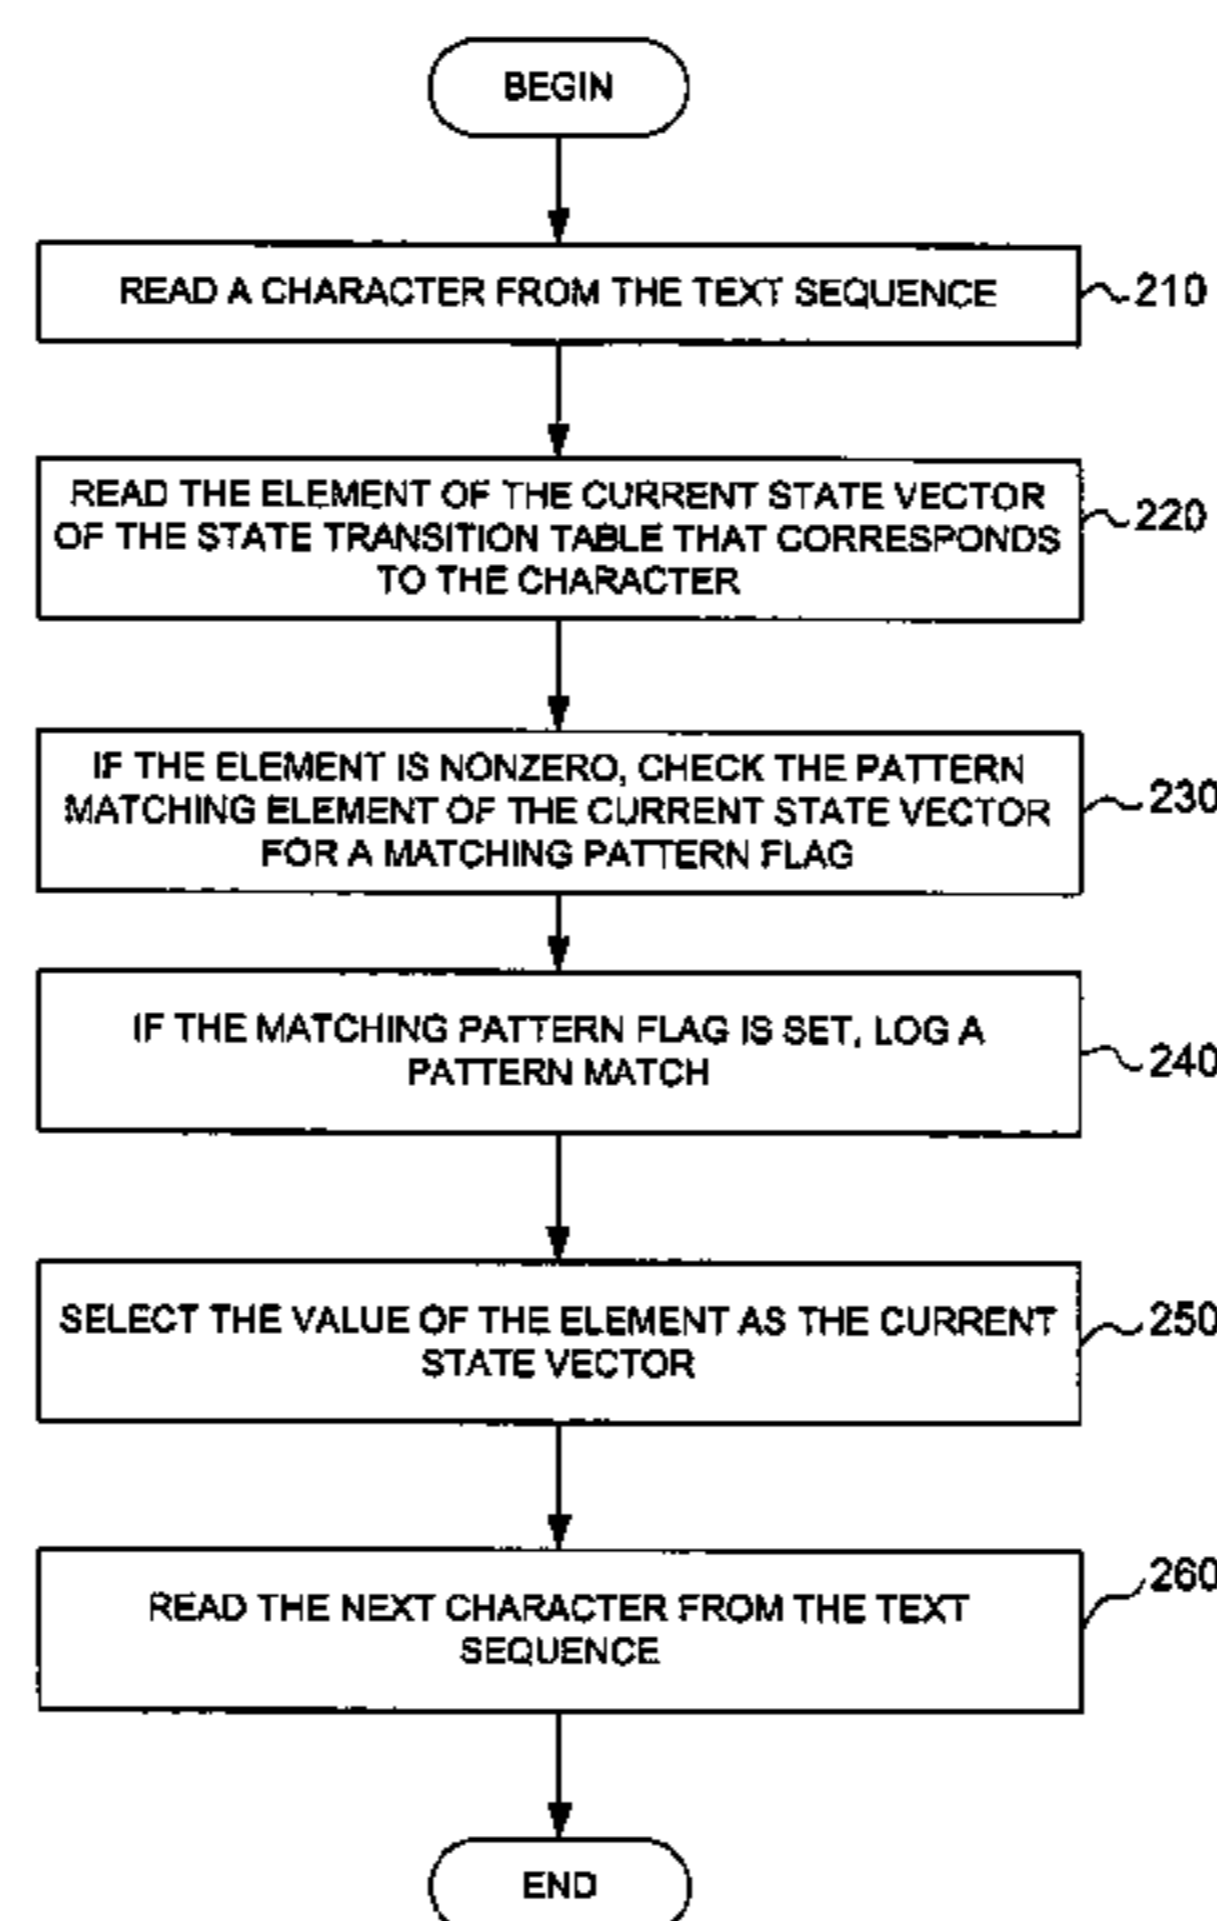 BEGIN
READ A CHARACTER FROM THE TEXT SEQUENCE
210
READ THE ELEMENT OF THE CURRENT STATE VECTOR
OF THE STATE TRANSITION TABLE THAT CORRESPONDS
TO THE CHARACTER
220
IF THE ELEMENT IS NONZERO, CHECK THE PATTERN
MATCHING ELEMENT OF THE CURRENT STATE VECTOR
FOR A MATCHING PATTERN FLAG
230
IF THE MATCHING PATTERN FLAG IS SET, LOG A
PATTERN MATCH
240
SELECT THE VALUE OF THE ELEMENT AS THE CURRENT
STATE VECTOR
250
READ THE NEXT CHARACTER FROM THE TEXT
SEQUENCE
260
END